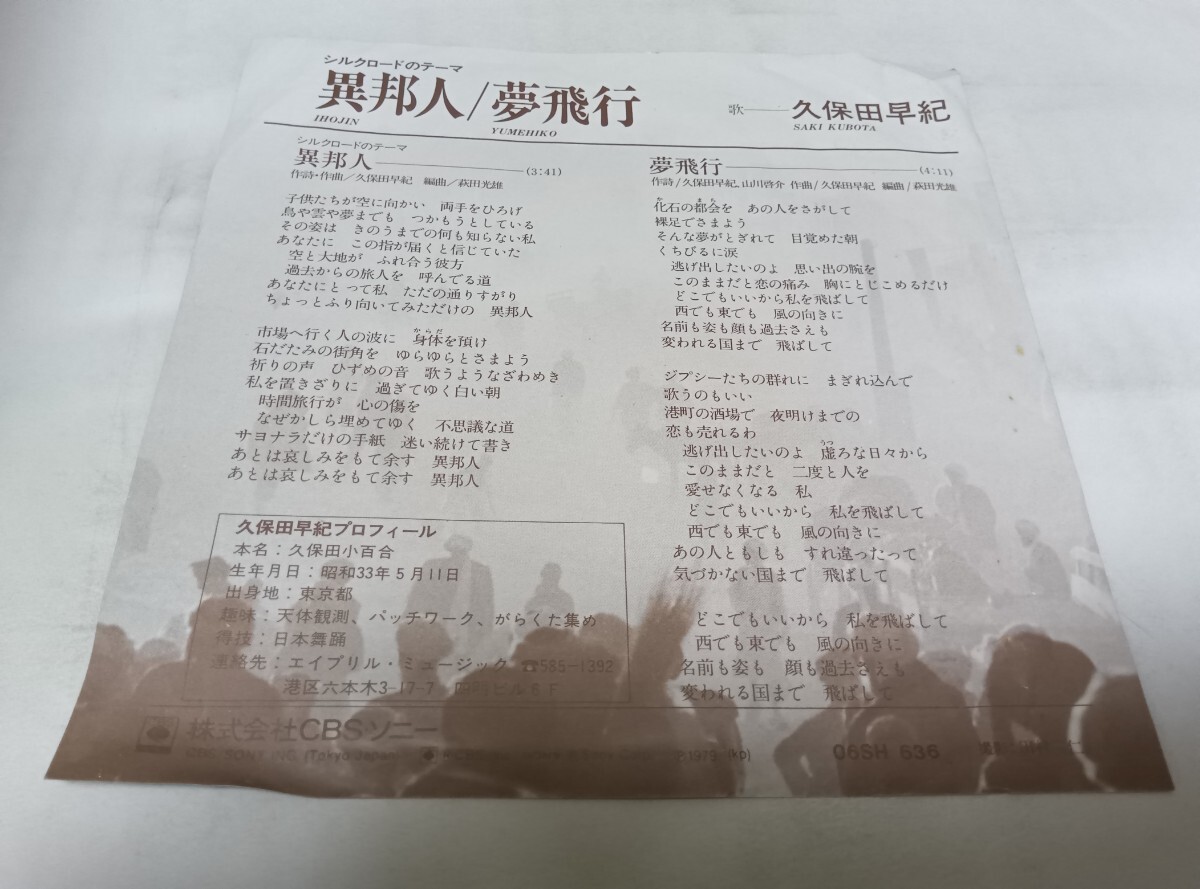 シルクロードのテーマ
異邦人/夢飛行
IHOJIN
YUMEHIKO
歌―久保田早紀
SAKI KUBOTA
シルクロードのテーマ
異邦人―(3:41)
作詩・作曲/久保田早紀 編曲/萩田光雄
子供たちが空に向かい 両手をひろげ
鳥や雲や夢までも つかもうとしている
その姿は きのうまでの何も知らない私
あなたに この指が届くと信じていた
空と大地が ふれ合う彼方
過去からの旅人を 呼んでる道
あなたにとって私 ただの通りすがり
ちょっとふり向いてみただけの 異邦人
市場へ行く人の波に 身体を預け
からだ
石だたみの街角を ゆらゆらとさまよう
祈りの声 ひずめの音 歌うようなざわめき
私を置きざりに 過ぎてゆく白い朝
時間旅行が 心の傷を
なぜかしら埋めてゆく 不思議な道
サヨナラだけの手紙 迷い続けて書き
あとは哀しみをもて余す 異邦人
あとは哀しみをもて余す 異邦人
久保田早紀プロフィール
本名:久保田小百合
生年月日:昭和33年5月11日
出身地:東京都
趣味:天体観測、パッチワーク、がらくた集め
得技:日本舞踊
連絡先:エイプリル・ミュージック ☎585-1392
港区六本木3-17-7 ビル6F
夢飛行―(4:11)
作詩/久保田早紀、山川啓介 作曲/久保田早紀 編曲/萩田光雄
化石の都会を あの人をさがして
か まち
裸足でさまよう
そんな夢がとぎれて 目覚めた朝
くちびるに涙
逃げ出したいのよ 思い出の腕を
このままだと恋の痛み 胸にとじこめるだけ
どこでもいいから私を飛ばして
西でも東でも 風の向きに
名前も姿も顔も過去さえも
変われる国まで 飛ばして
ジプシーたちの群れに まぎれ込んで
歌うのもいい
港町の酒場で 夜明けまでの
恋も売れるわ
逃げ出したいのよ 虚ろな日々から
うつ
このままだと 二度と人を
愛せなくなる 私
どこでもいいから 私を飛ばして
西でも東でも 風の向きに
あの人ともしも すれ違ったって
気づかない国まで 飛ばして
どこでもいいから 私を飛ばして
西でも東でも 風の向きに
名前も姿も 顔も過去さえも
変われる国まで 飛ばして
株式会社CBSソニー
CBS/SONY INC. (Tokyo Japan)
℗1979 (kp)
06SH 636